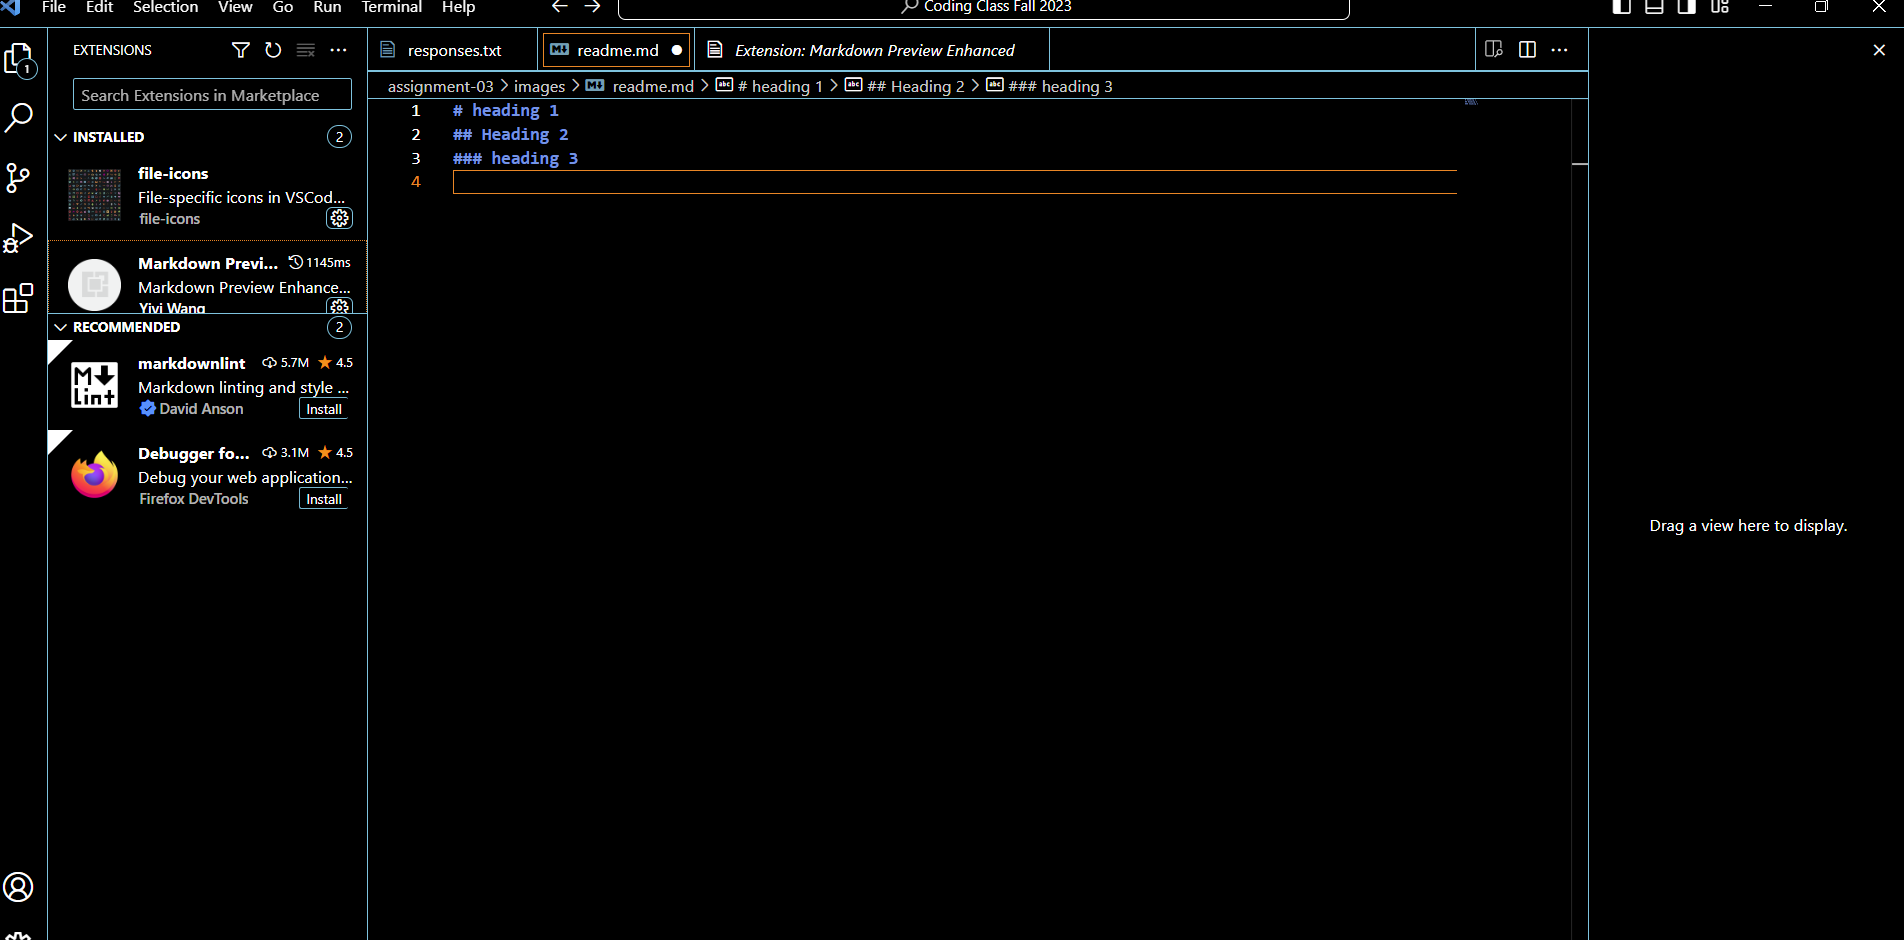 File Edit Selection View Go Run Terminal Help
Coding Class Fall 2023
1
EXTENSIONS
Search Extensions in Marketplace
INSTALLED 2
file-icons
File-specific icons in VSCod...
file-icons
Markdown Previ... 1145ms
Markdown Preview Enhance...
Yiyi Wang
RECOMMENDED 2
markdownlint 5.7M 4.5
Markdown linting and style ...
David Anson Install
M lint
Debugger fo... 3.1M 4.5
Debug your web application...
Firefox DevTools Install
responses.txt readme.md Extension: Markdown Preview Enhanced
assignment-03 > images > readme.md > abc # heading 1 > abc ## Heading 2 > abc ### heading 3
1 # heading 1
2 ## Heading 2
3 ### heading 3
4
Drag a view here to display.